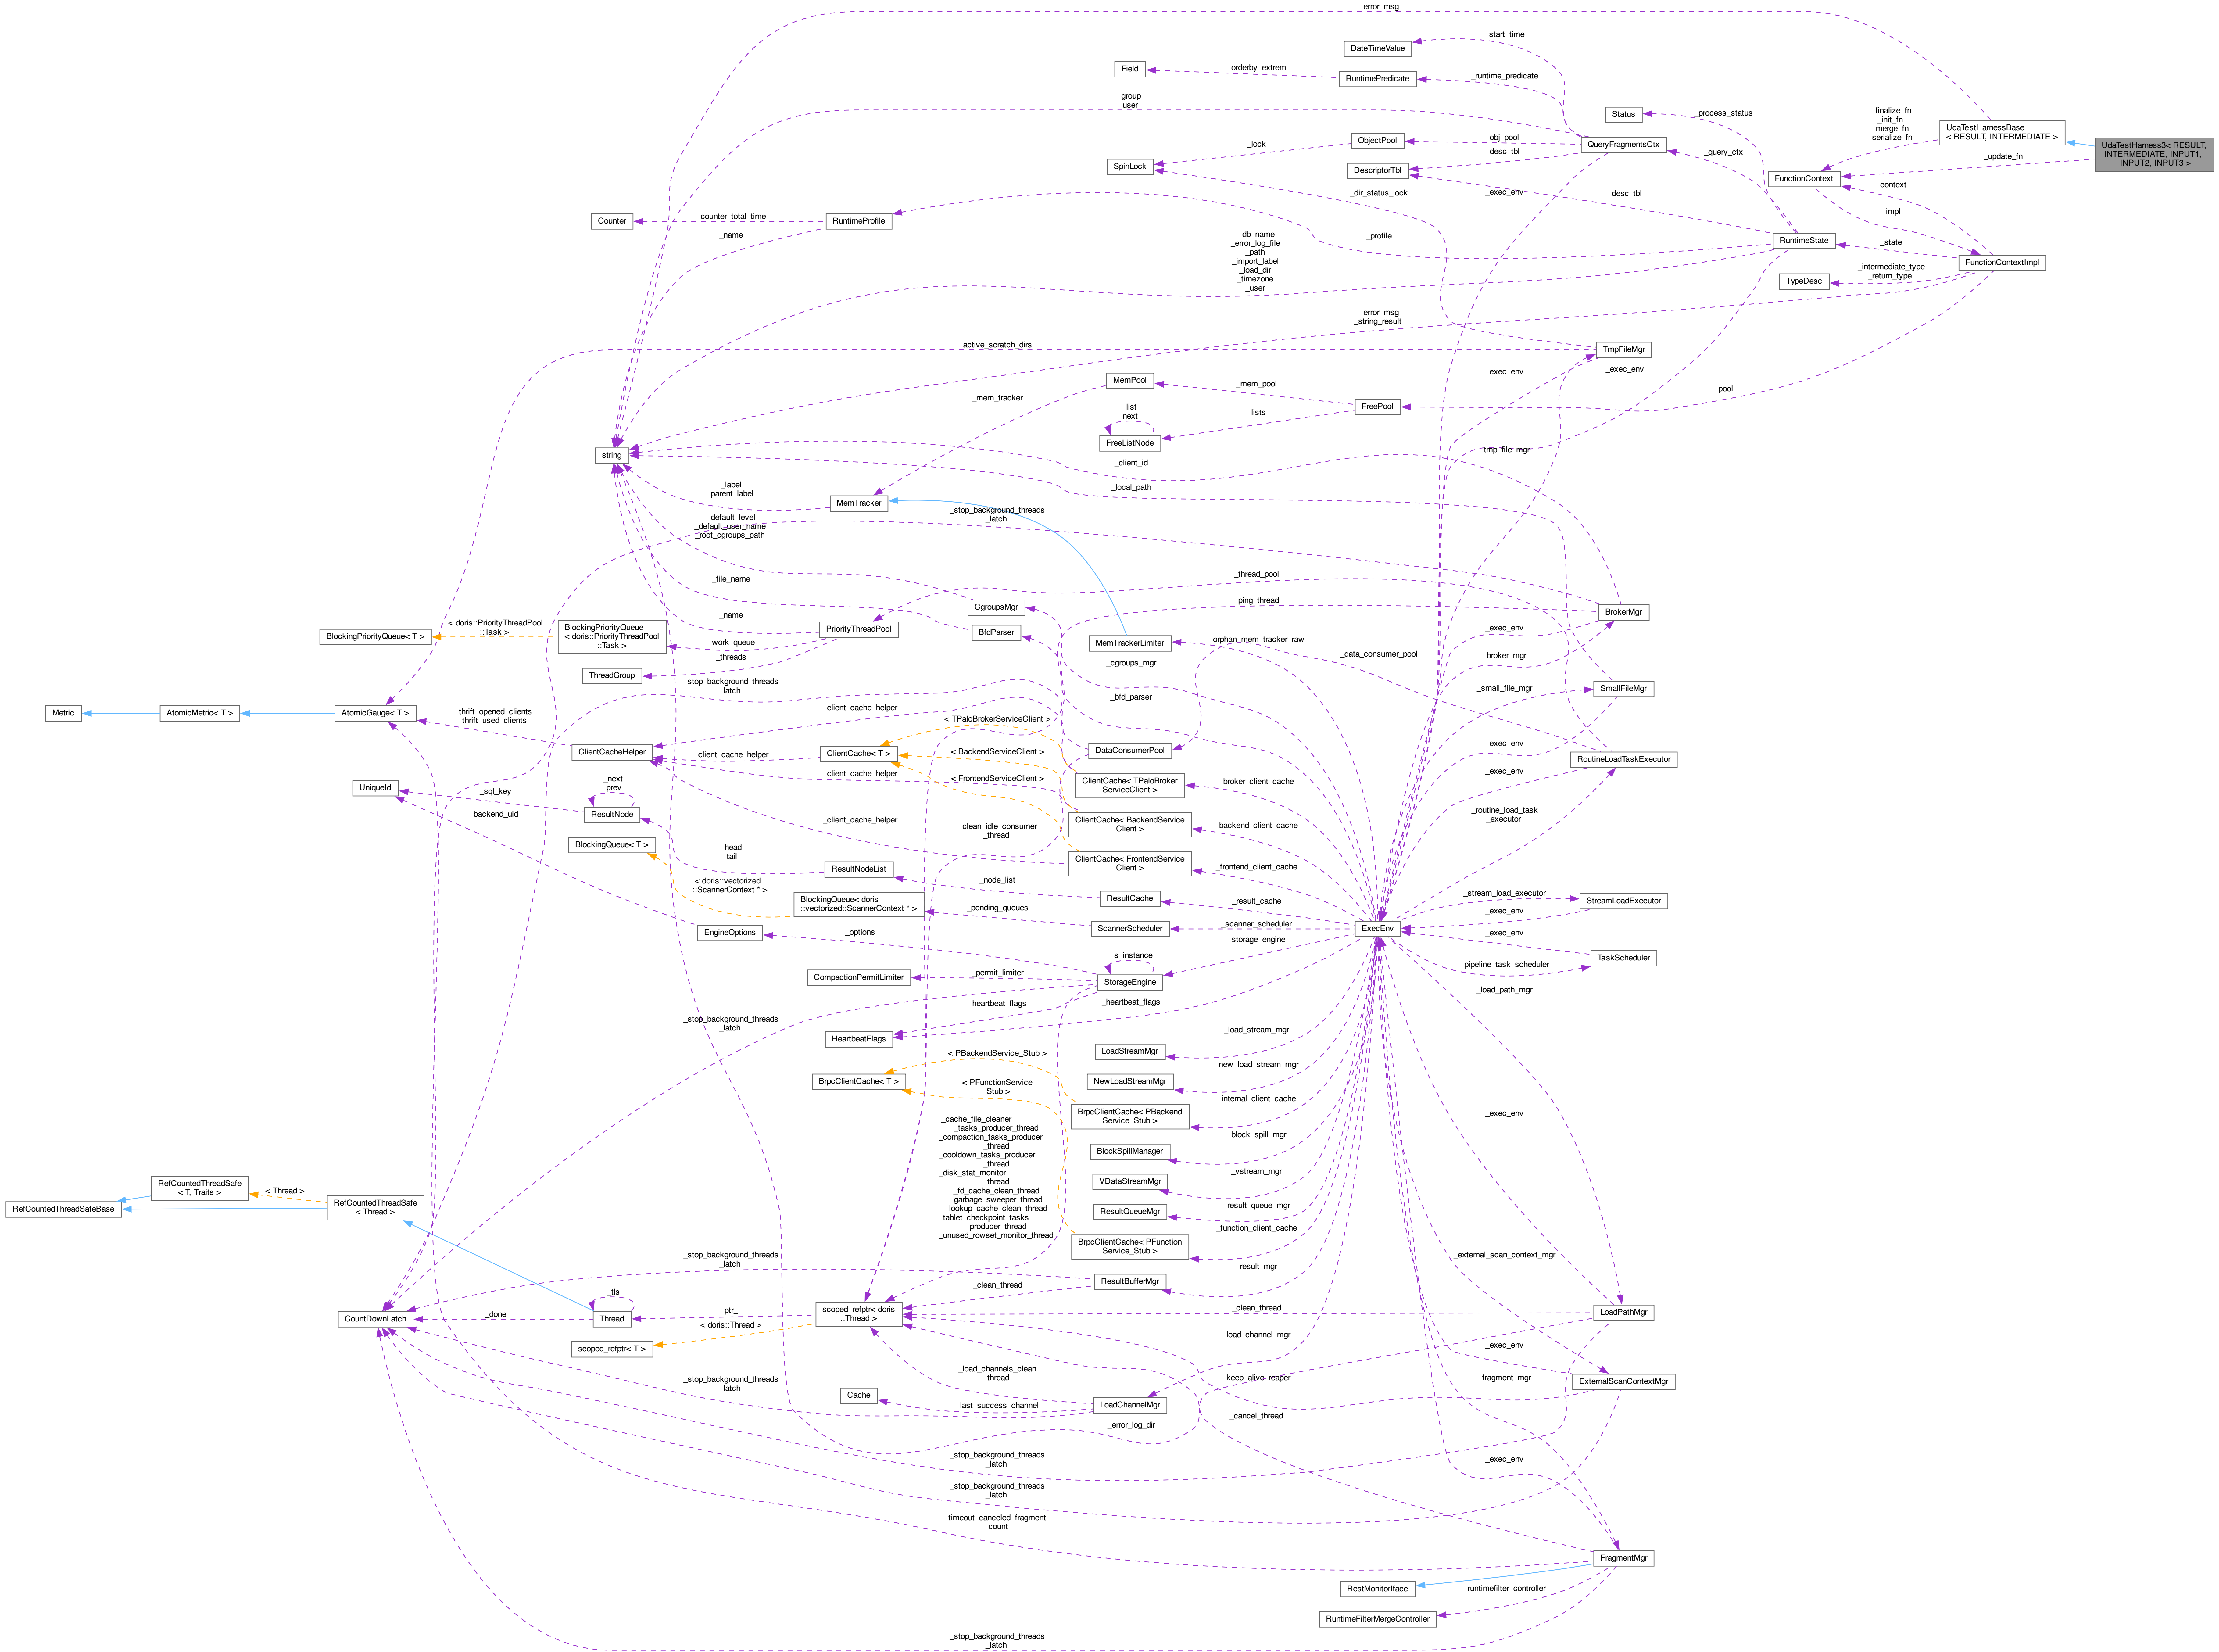 _error_msg
_start_time
DateTimeValue
Field
_orderby_extrem
RuntimePredicate
_runtime_predicate
group
user
Status
_process_status
_finalize_fn
_init_fn
_merge_fn
_serialize_fn
UdaTestHarnessBase
< RESULT, INTERMEDIATE >
UdaTestHarness3< RESULT,
INTERMEDIATE, INPUT1,
INPUT2, INPUT3 >
_update_fn
ObjectPool
obj_pool
QueryFragmentsCtx
_query_ctx
_lock
SpinLock
desc_tbl
DescriptorTbl
FunctionContext
_context
_dir_status_lock
_exec_env
_desc_tbl
_impl
Counter
_counter_total_time
RuntimeProfile
_name
_profile
RuntimeState
_state
FunctionContextImpl
_db_name
_error_log_file
_path
_import_label
_load_dir
_timezone
_user
TypeDesc
_intermediate_type
_return_type
_error_msg
_string_result
active_scratch_dirs
TmpFileMgr
_exec_env
_exec_env
MemPool
_mem_pool
_mem_tracker
_pool
FreePool
list
next
_lists
FreeListNode
string
_tmp_file_mgr
_client_id
_label
_parent_label
_local_path
MemTracker
_default_level
_default_user_name
_root_cgroups_path
_stop_background_threads
_latch
_file_name
_thread_pool
CgroupsMgr
_ping_thread
BrokerMgr
_name
BlockingPriorityQueue< T >
< doris::PriorityThreadPool
::Task >
BlockingPriorityQueue
< doris::PriorityThreadPool
::Task >
PriorityThreadPool
BfdParser
_exec_env
_work_queue
MemTrackerLimiter
_orphan_mem_tracker_raw
_threads
ThreadGroup
_cgroups_mgr
_data_consumer_pool
_broker_mgr
_stop_background_threads
_latch
_bfd_parser
_small_file_mgr
SmallFileMgr
Metric
AtomicMetric< T >
AtomicGauge< T >
thrift_opened_clients
thrift_used_clients
_client_cache_helper
< TPaloBrokerServiceClient >
ClientCacheHelper
_client_cache_helper
ClientCache< T >
< BackendServiceClient >
DataConsumerPool
_exec_env
RoutineLoadTaskExecutor
_exec_env
UniqueId
_sql_key
_next
_prev
_client_cache_helper
< FrontendServiceClient >
ClientCache< TPaloBroker
ServiceClient >
_broker_client_cache
backend_uid
ResultNode
_client_cache_helper
_clean_idle_consumer
_thread
ClientCache< BackendService
Client >
_backend_client_cache
_routine_load_task
_executor
BlockingQueue< T >
_head
_tail
ResultNodeList
ClientCache< FrontendService
Client >
_frontend_client_cache
< doris::vectorized
::ScannerContext * >
_node_list
ResultCache
_result_cache
_stream_load_executor
StreamLoadExecutor
BlockingQueue< doris
::vectorized::ScannerContext * >
_pending_queues
ScannerScheduler
_scanner_scheduler
ExecEnv
_exec_env
EngineOptions
_options
_storage_engine
_exec_env
_s_instance
CompactionPermitLimiter
_permit_limiter
StorageEngine
_pipeline_task_scheduler
TaskScheduler
_heartbeat_flags
_heartbeat_flags
_load_path_mgr
_stop_background_threads
_latch
HeartbeatFlags
LoadStreamMgr
_load_stream_mgr
< PBackendService_Stub >
_new_load_stream_mgr
BrpcClientCache< T >
< PFunctionService
_Stub >
NewLoadStreamMgr
_internal_client_cache
BrpcClientCache< PBackend
Service_Stub >
_exec_env
_cache_file_cleaner
_tasks_producer_thread
_compaction_tasks_producer
_thread
_cooldown_tasks_producer
_thread
_disk_stat_monitor
_thread
_fd_cache_clean_thread
_garbage_sweeper_thread
_lookup_cache_clean_thread
_tablet_checkpoint_tasks
_producer_thread
_unused_rowset_monitor_thread
_block_spill_mgr
BlockSpillManager
_vstream_mgr
VDataStreamMgr
RefCountedThreadSafeBase
RefCountedThreadSafe
< T, Traits >
< Thread >
RefCountedThreadSafe
< Thread >
ResultQueueMgr
_result_queue_mgr
_function_client_cache
BrpcClientCache< PFunction
Service_Stub >
_external_scan_context_mgr
_stop_background_threads
_latch
_result_mgr
_clean_thread
ResultBufferMgr
_tls
CountDownLatch
_done
Thread
ptr_
scoped_refptr< doris
::Thread >
_clean_thread
LoadPathMgr
scoped_refptr< T >
< doris::Thread >
_load_channel_mgr
_exec_env
_stop_background_threads
_latch
_load_channels_clean
_thread
_keep_alive_reaper
_fragment_mgr
ExternalScanContextMgr
Cache
_last_success_channel
LoadChannelMgr
_error_log_dir
_cancel_thread
_stop_background_threads
_latch
_exec_env
_stop_background_threads
_latch
timeout_canceled_fragment
_count
FragmentMgr
RestMonitorIface
_runtimefilter_controller
RuntimeFilterMergeController
_stop_background_threads
_latch